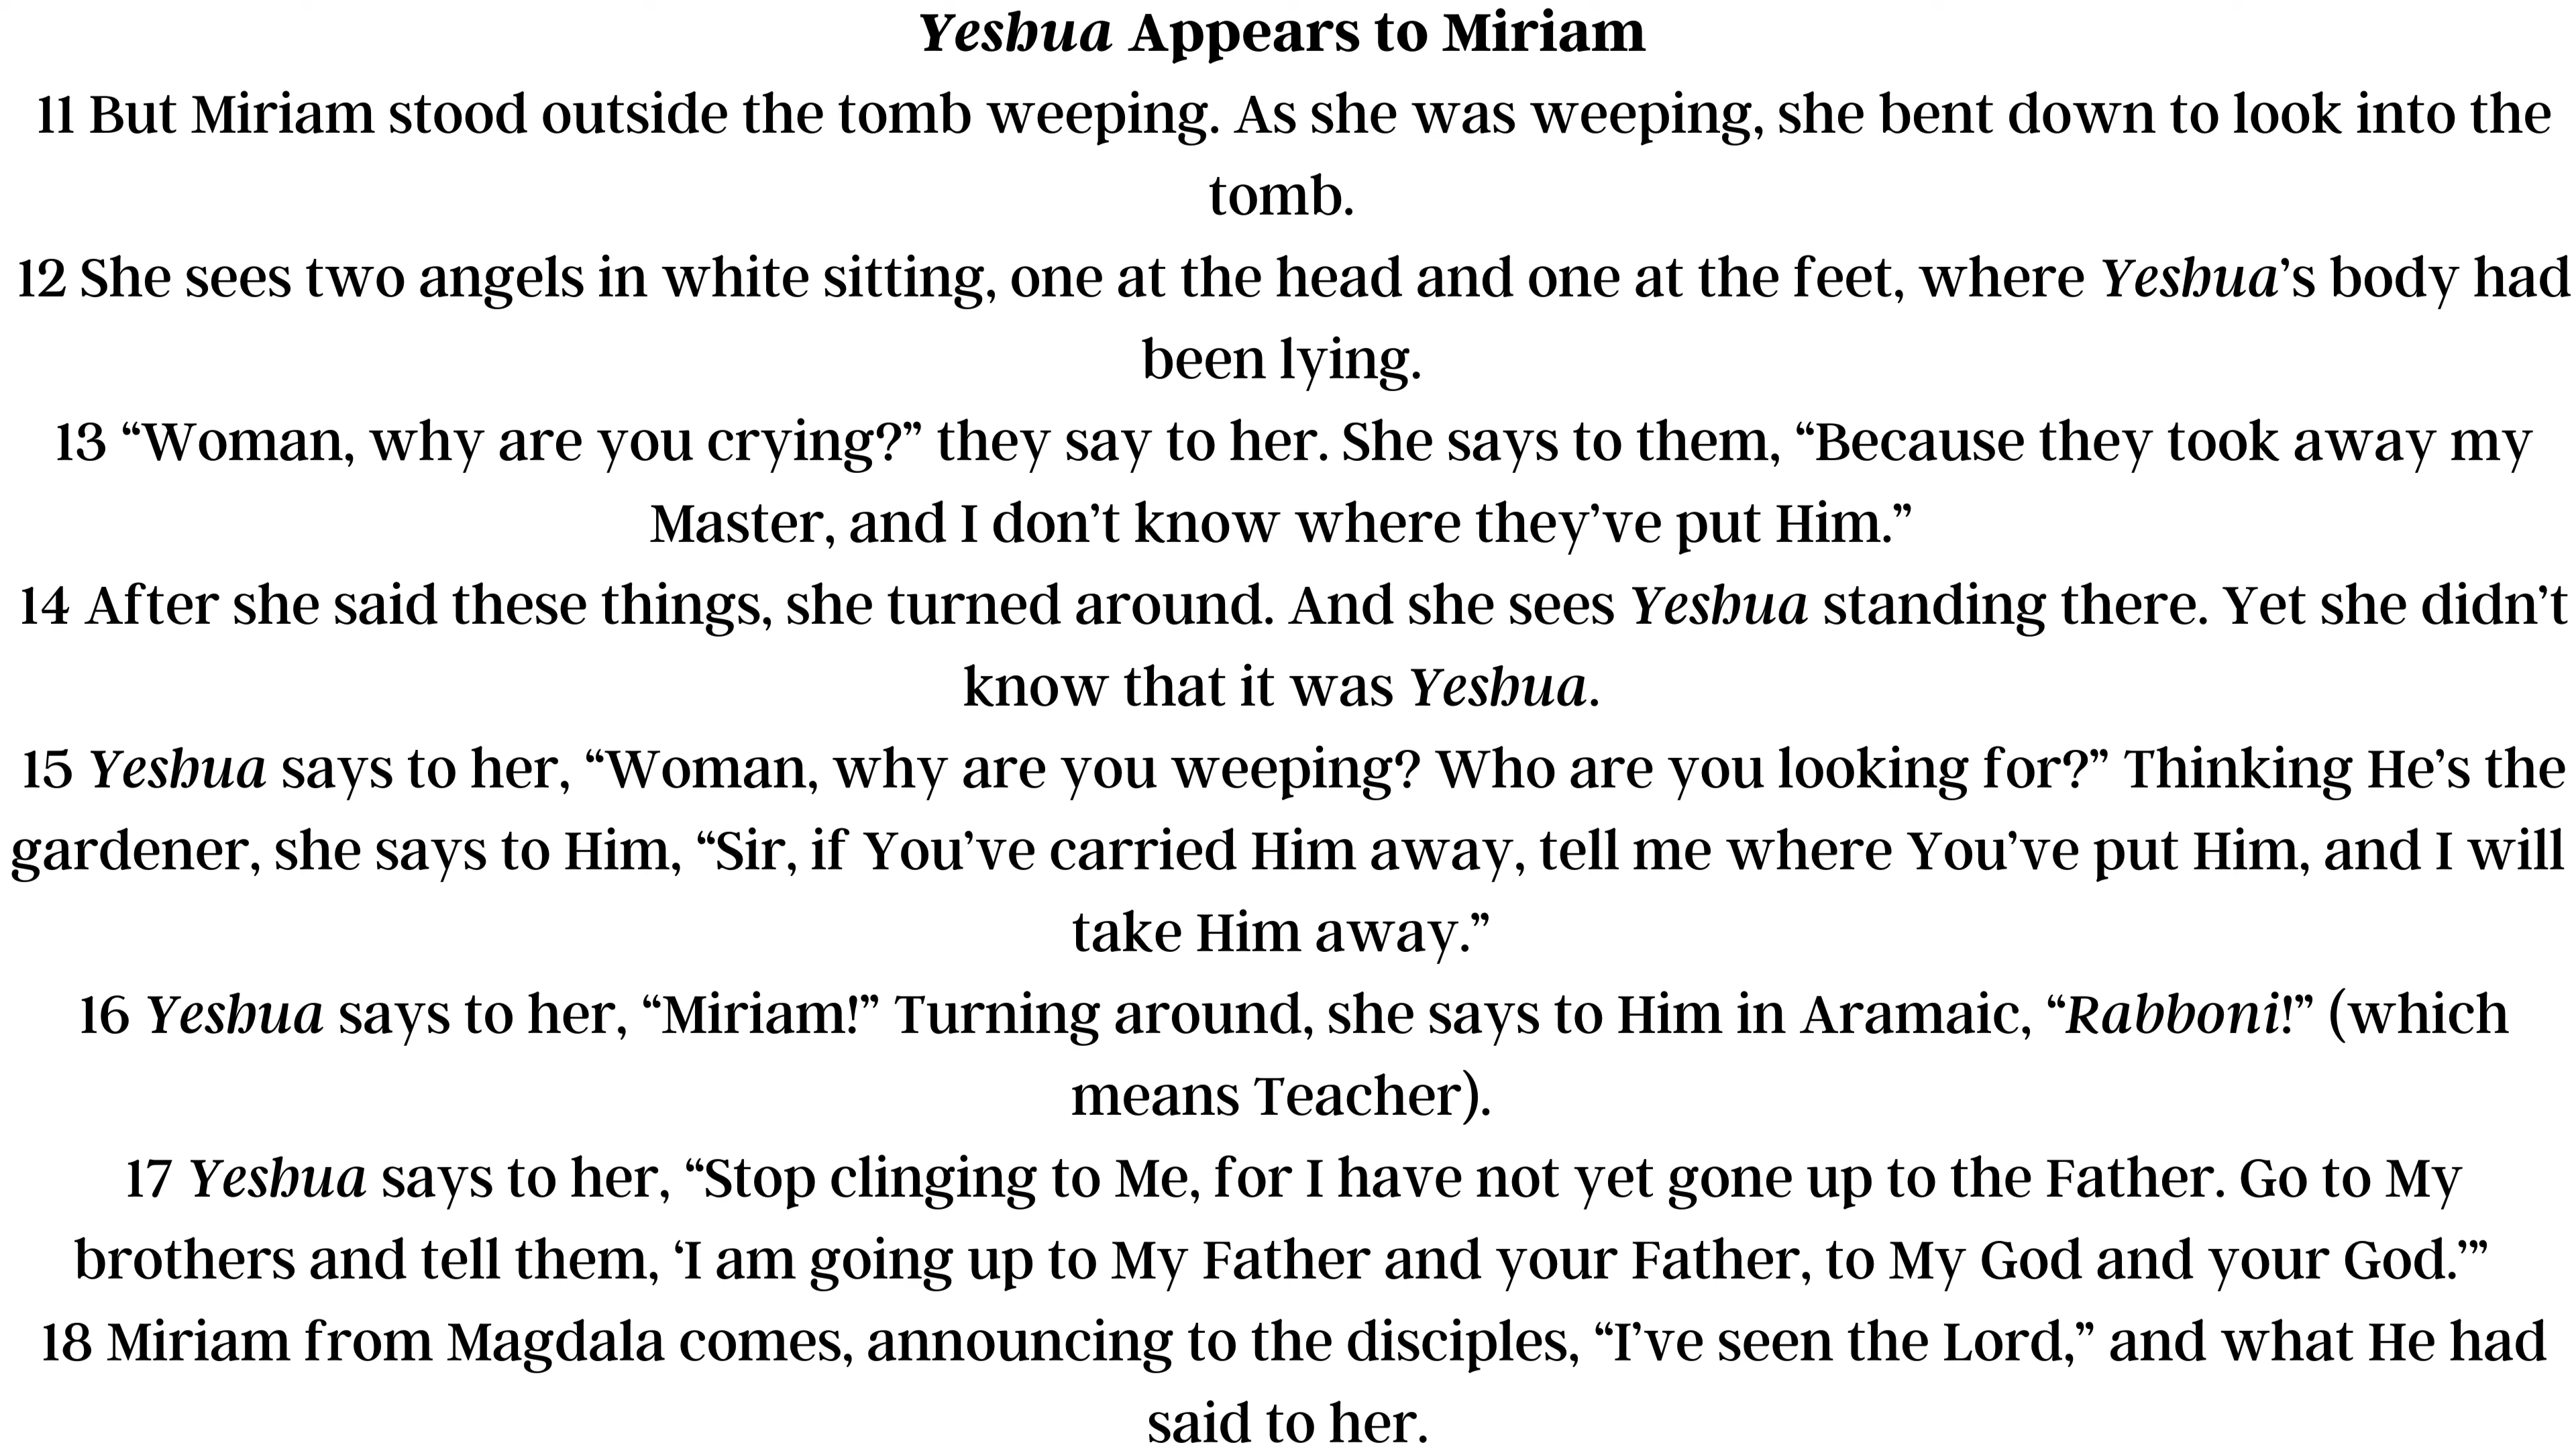 Yeshua Appears to Miriam
11 But Miriam stood outside the tomb weeping. As she was weeping, she bent down to look into the
tomb.
12 She sees two angels in white sitting, one at the head and one at the feet, where Yeshua’s body had
been lying.
13 “Woman, why are you crying?” they say to her. She says to them, “Because they took away my
Master, and I don’t know where they’ve put Him.”
14 After she said these things, she turned around. And she sees Yeshua standing there. Yet she didn’t
know that it was Yeshua.
15 Yeshua says to her, “Woman, why are you weeping? Who are you looking for?” Thinking He’s the
gardener, she says to Him, “Sir, if You’ve carried Him away, tell me where You’ve put Him, and I will
take Him away.”
16 Yeshua says to her, “Miriam!” Turning around, she says to Him in Aramaic, “Rabboni!” (which
means Teacher).
17 Yeshua says to her, “Stop clinging to Me, for I have not yet gone up to the Father. Go to My
brothers and tell them, ‘I am going up to My Father and your Father, to My God and your God.’”
18 Miriam from Magdala comes, announcing to the disciples, “I’ve seen the Lord,” and what He had
said to her.